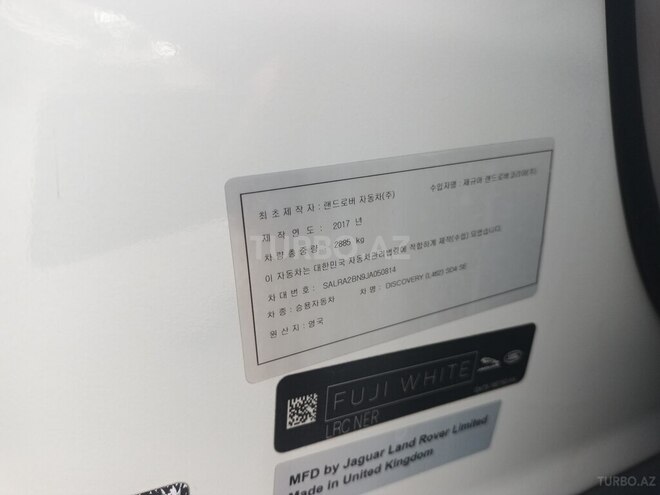 최초제작자 : 랜드로버 자동차(주) 수입자명 : 재규어 랜드로버 코리아(주)
제 작 연 도 : 2017 년
차 량 총 중 량 : 2885 kg
이 자동차는 대한민국 자동차관리법령에 적합하게 제작(수입) 되었습니다.
차 대 번 호 : SALRA2BN9JA050814
차 종 : 승용자동차 차 명 : DISCOVERY (L462) SD4 SE
원 산 지 : 영국
TURBO.AZ
FUJI WHITE
LRC NER
MFD by Jaguar Land Rover Limited
Made in United Kingdom
TURBO.AZ